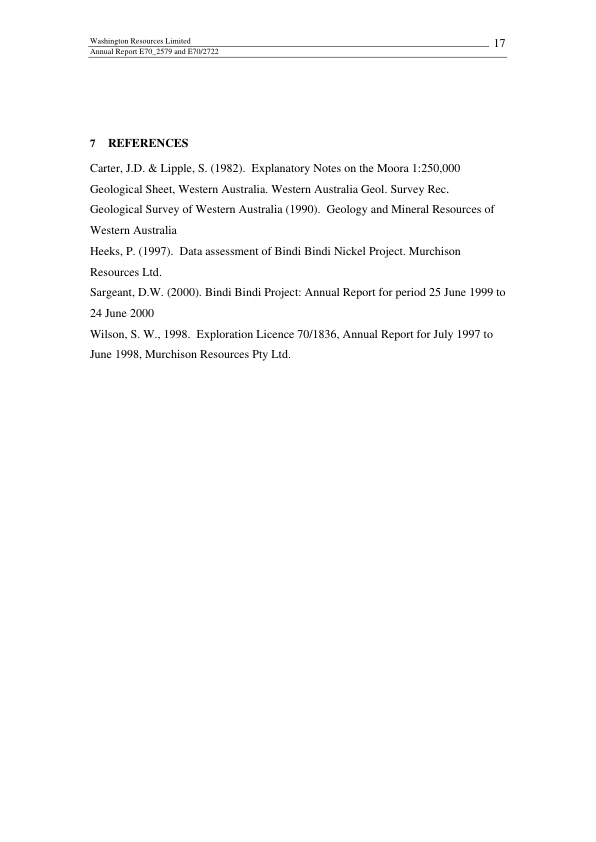 Washington Resources Limited
17
Annual Report E70_2579 and E70/2722
7 REFERENCES
Carter, J.D. & Lipple, S. (1982).  Explanatory Notes on the Moora 1:250,000
Geological Sheet, Western Australia. Western Australia Geol. Survey Rec.
Geological Survey of Western Australia (1990).  Geology and Mineral Resources of
Western Australia
Heeks, P. (1997).  Data assessment of Bindi Bindi Nickel Project. Murchison
Resources Ltd.
Sargeant, D.W. (2000). Bindi Bindi Project: Annual Report for period 25 June 1999 to
24 June 2000
Wilson, S. W., 1998.  Exploration Licence 70/1836, Annual Report for July 1997 to
June 1998, Murchison Resources Pty Ltd.